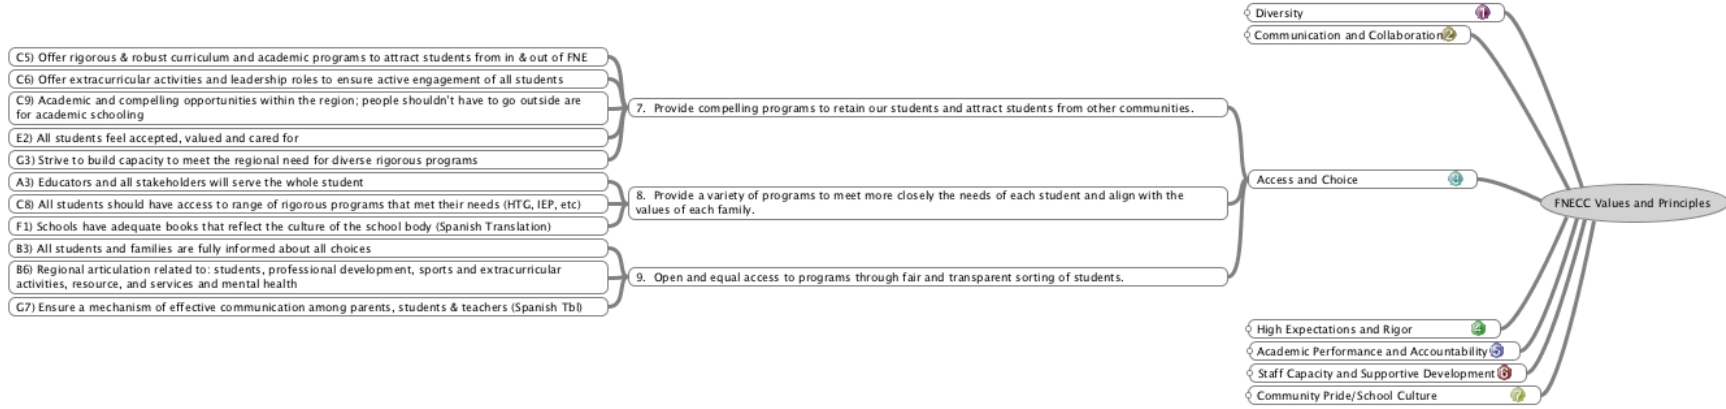 Diversity 1
Communication and Collaboration 2
C5) Offer rigorous & robust curriculum and academic programs to attract students from in & out of FNE
C6) Offer extracurricular activities and leadership roles to ensure active engagement of all students
C9) Academic and compelling opportunities within the region; people shouldn't have to go outside are
for academic schooling
E2) All students feel accepted, valued and cared for
G3) Strive to build capacity to meet the regional need for diverse rigorous programs
7. Provide compelling programs to retain our students and attract students from other communities.
A3) Educators and all stakeholders will serve the whole student
C8) All students should have access to range of rigorous programs that met their needs (HTG, IEP, etc)
F1) Schools have adequate books that reflect the culture of the school body (Spanish Translation)
8. Provide a variety of programs to meet more closely the needs of each student and align with the
values of each family.
B3) All students and families are fully informed about all choices
B6) Regional articulation related to: students, professional development, sports and extracurricular
activities, resource, and services and mental health
G7) Ensure a mechanism of effective communication among parents, students & teachers (Spanish Tbl)
9. Open and equal access to programs through fair and transparent sorting of students.
Access and Choice
FNECC Values and Principles
High Expectations and Rigor 4
Academic Performance and Accountability 5
Staff Capacity and Supportive Development 6
Community Pride/School Culture 7